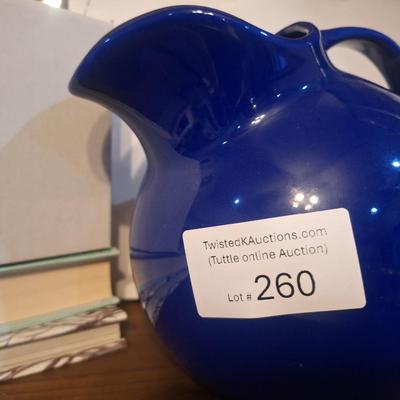 TwistedKAuctions.com
(Tuttle online Auction)
Lot # 260